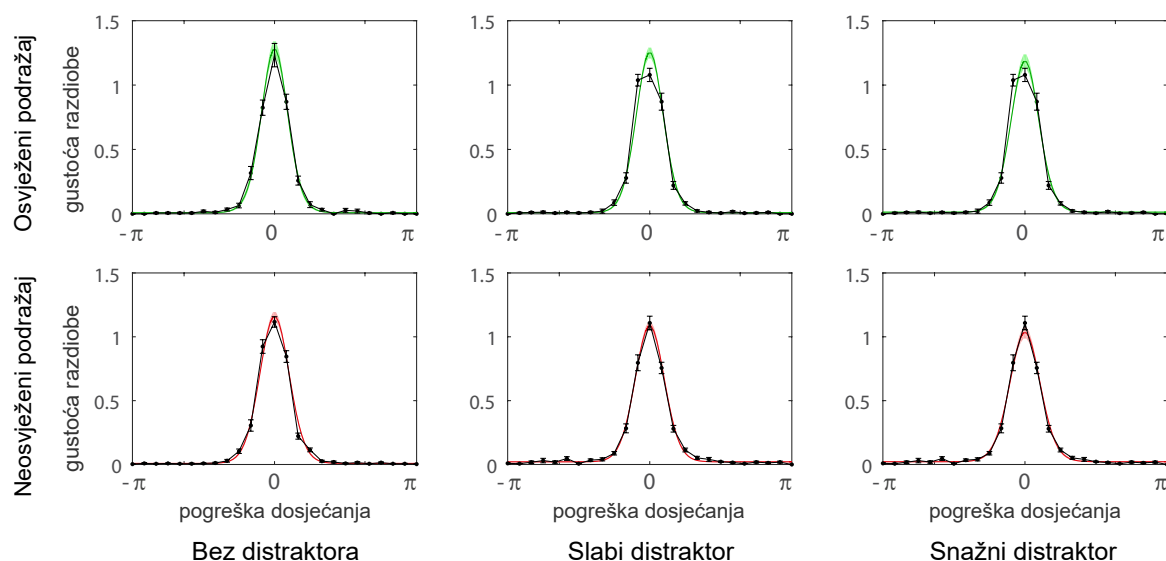 Osvježeni podražaj
gustoća razdiobe
1.5
1
0.5
0
-π 0 π
1.5
1
0.5
0
-π 0 π
1.5
1
0.5
0
-π 0 π
Neosvježeni podražaj
gustoća razdiobe
1.5
1
0.5
0
-π 0 π
pogreška dosjećanja
Bez distraktora
1.5
1
0.5
0
-π 0 π
pogreška dosjećanja
Slabi distraktor
1.5
1
0.5
0
-π 0 π
pogreška dosjećanja
Snažni distraktor